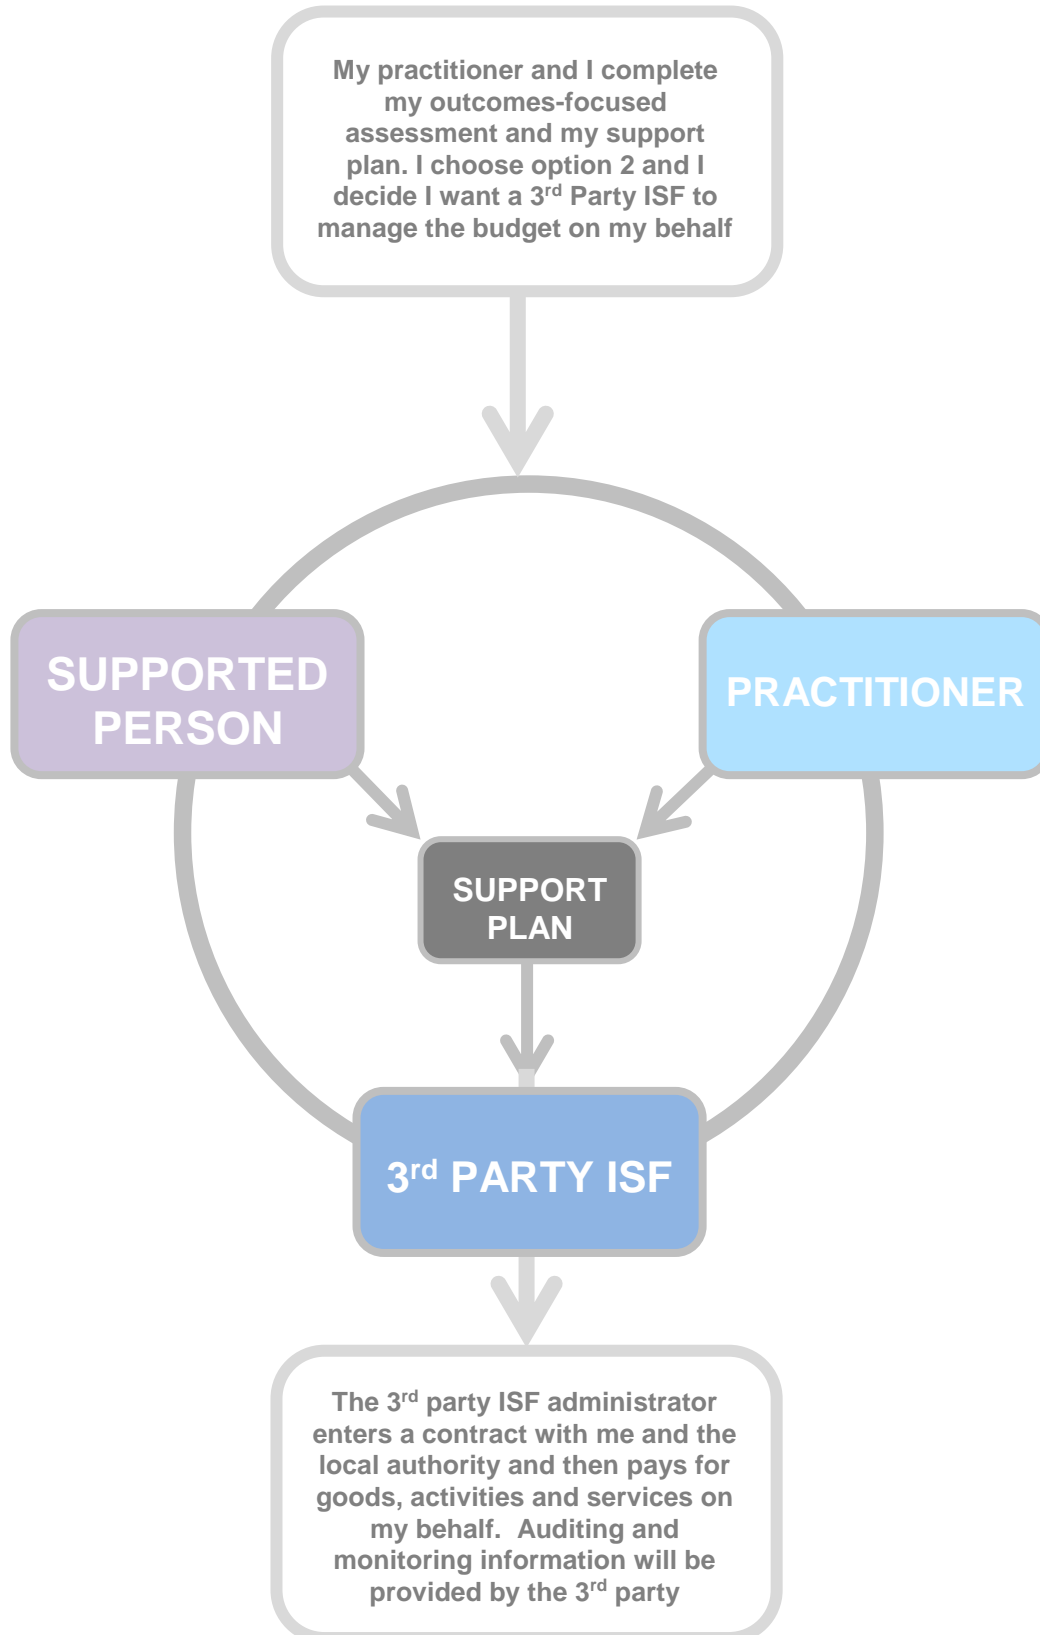 My practitioner and I complete
my outcomes-focused
assessment and my support
plan. I choose option 2 and I
decide I want a 3rd Party ISF to
manage the budget on my behalf
SUPPORTED
PERSON
PRACTITIONER
SUPPORT
PLAN
3rd PARTY ISF
The 3rd party ISF administrator
enters a contract with me and the
local authority and then pays for
goods, activities and services on
my behalf.  Auditing and
monitoring information will be
provided by the 3rd party